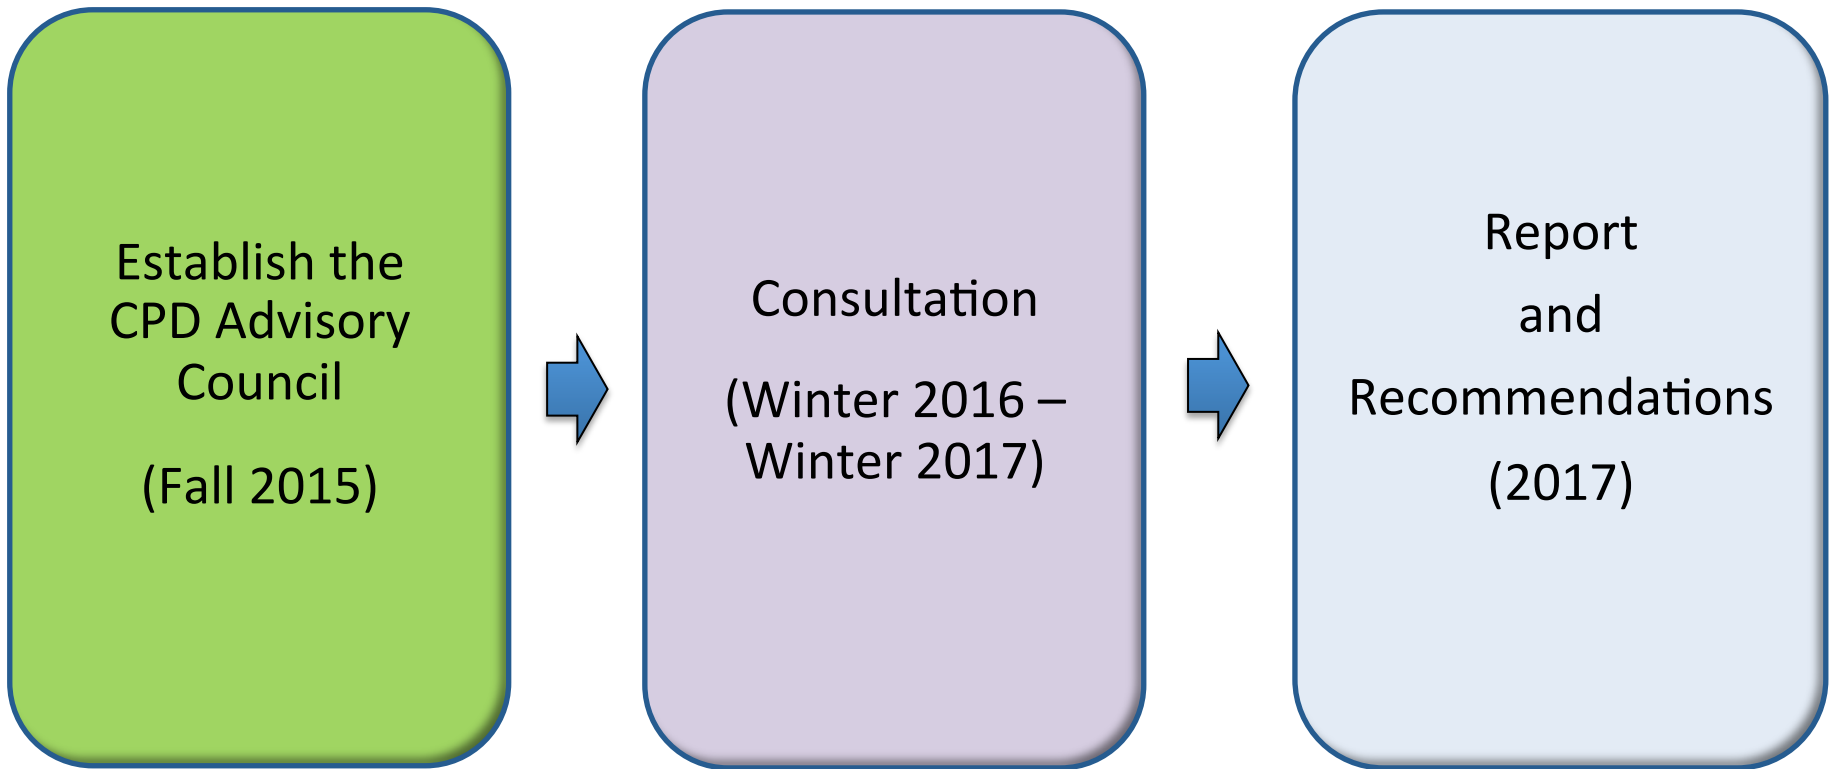 Establish the
CPD Advisory
Council
(Fall 2015)
Consultation
(Winter 2016 –
Winter 2017)
Report
and
Recommendations
(2017)